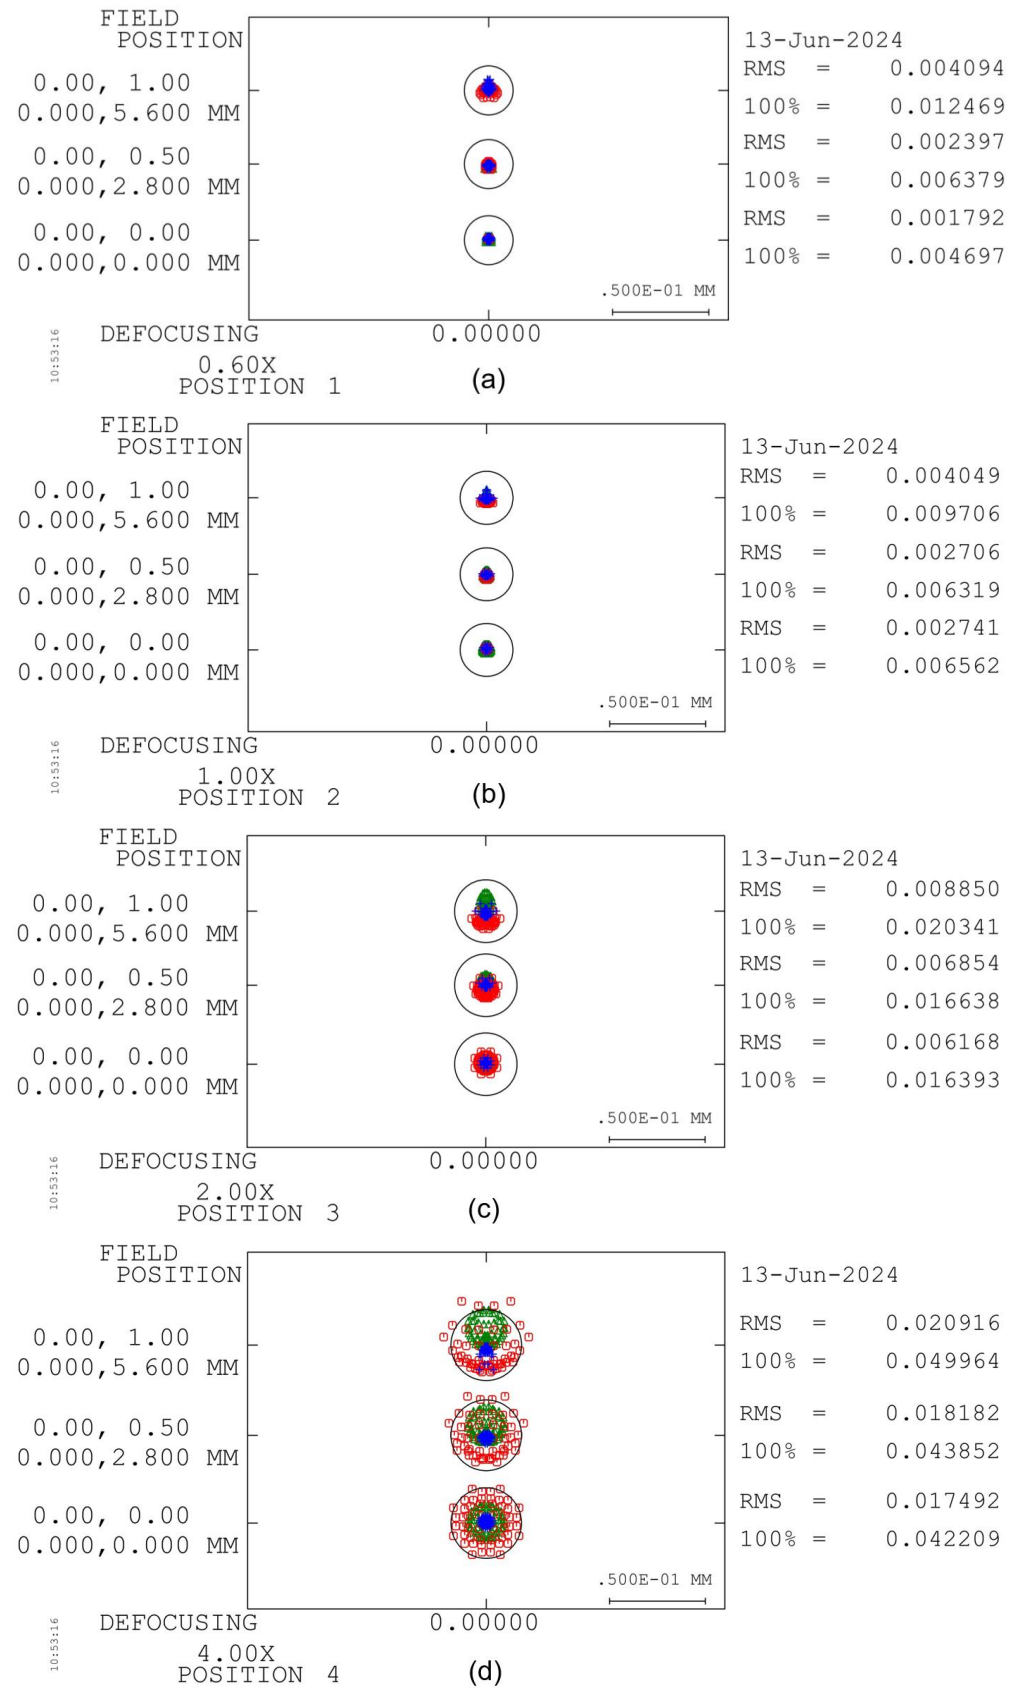 FIELD
POSITION
13-Jun-2024
0.00, 1.00
0.000,5.600 MM
RMS = 0.004094
100% = 0.012469
0.00, 0.50
0.000,2.800 MM
RMS = 0.002397
100% = 0.006379
0.00, 0.00
0.000,0.000 MM
RMS = 0.001792
100% = 0.004697
.500E-01 MM
10:53:16
DEFOCUSING 0.00000
0.60X
POSITION 1
(a)
FIELD
POSITION
13-Jun-2024
0.00, 1.00
0.000,5.600 MM
RMS = 0.004049
100% = 0.009706
0.00, 0.50
0.000,2.800 MM
RMS = 0.002706
100% = 0.006319
0.00, 0.00
0.000,0.000 MM
RMS = 0.002741
100% = 0.006562
.500E-01 MM
10:53:16
DEFOCUSING 0.00000
1.00X
POSITION 2
(b)
FIELD
POSITION
13-Jun-2024
0.00, 1.00
0.000,5.600 MM
RMS = 0.008850
100% = 0.020341
0.00, 0.50
0.000,2.800 MM
RMS = 0.006854
100% = 0.016638
0.00, 0.00
0.000,0.000 MM
RMS = 0.006168
100% = 0.016393
.500E-01 MM
10:53:16
DEFOCUSING 0.00000
2.00X
POSITION 3
(c)
FIELD
POSITION
13-Jun-2024
0.00, 1.00
0.000,5.600 MM
RMS = 0.020916
100% = 0.049964
0.00, 0.50
0.000,2.800 MM
RMS = 0.018182
100% = 0.043852
0.00, 0.00
0.000,0.000 MM
RMS = 0.017492
100% = 0.042209
.500E-01 MM
10:53:16
DEFOCUSING 0.00000
4.00X
POSITION 4
(d)